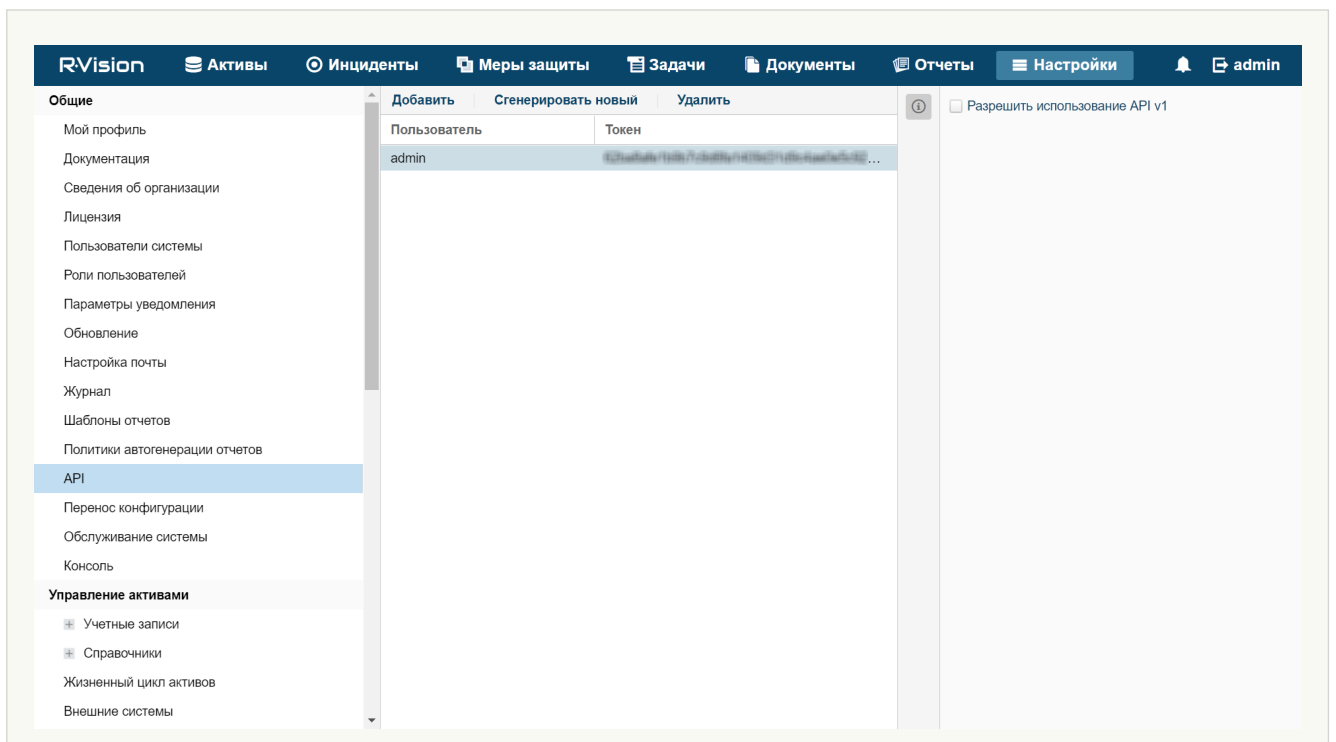 R·Vision Активы Инциденты Меры защиты Задачи Документы Отчеты Настройки admin
Общие
Мой профиль
Документация
Сведения об организации
Лицензия
Пользователи системы
Роли пользователей
Параметры уведомления
Обновление
Настройка почты
Журнал
Шаблоны отчетов
Политики автогенерации отчетов
API
Перенос конфигурации
Обслуживание системы
Консоль
Управление активами
Учетные записи
Справочники
Жизненный цикл активов
Внешние системы
Добавить Сгенерировать новый Удалить
Пользователь Токен
admin ...
Разрешить использование API v1